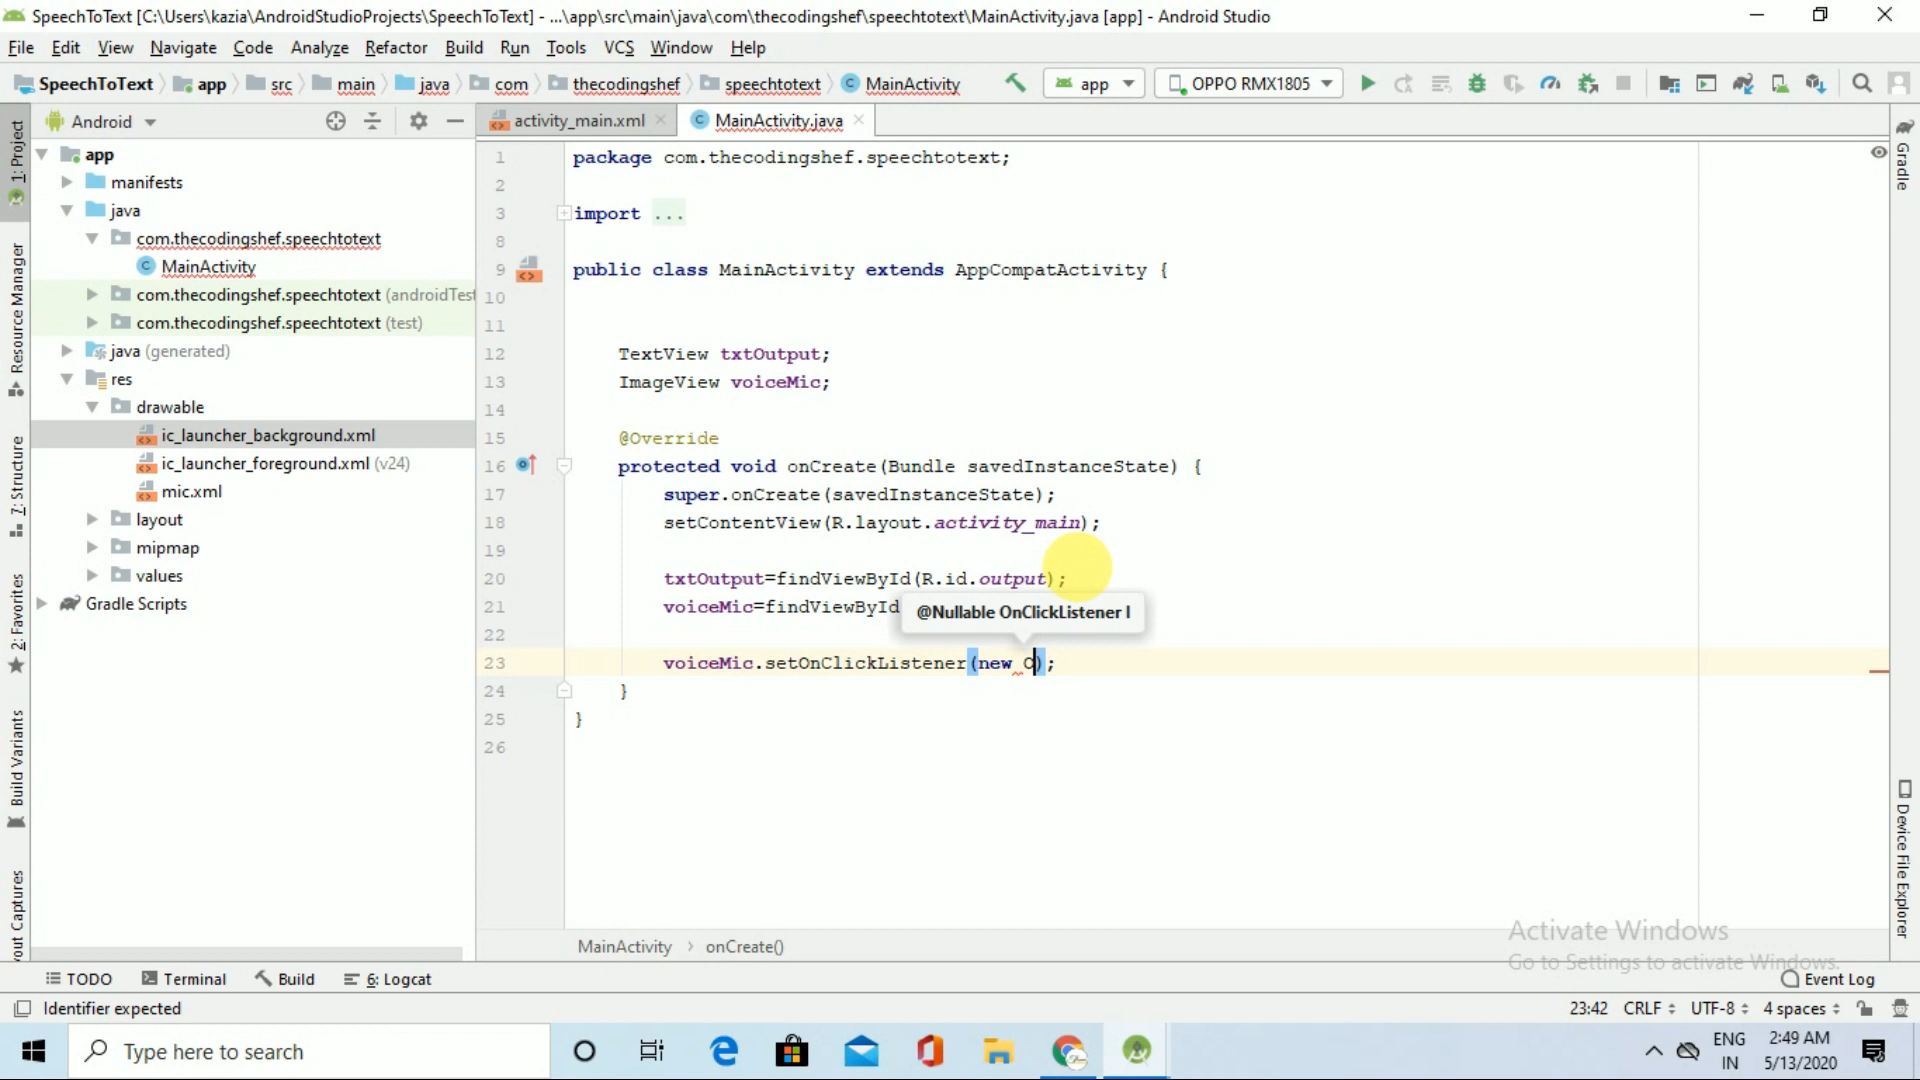 SpeechToText [C:\Users\kazia\AndroidStudioProjects\SpeechToText] - ...\app\src\main\java\com\thecodingshef\speechtotext\MainActivity.java [app] - Android Studio
File Edit View Navigate Code Analyze Refactor Build Run Tools VCS Window Help
SpeechToText app src main java com thecodingshef speechtotext MainActivity app OPPO RMX1805
Android activity_main.xml MainActivity.java
1: Project
Resource Manager
7: Structure
2: Favorites
Build Variants
out Captures
app
manifests
java
com.thecodingshef.speechtotext
MainActivity
com.thecodingshef.speechtotext (androidTest
com.thecodingshef.speechtotext (test)
java (generated)
res
drawable
ic_launcher_background.xml
ic_launcher_foreground.xml (v24)
mic.xml
layout
mipmap
values
Gradle Scripts
1 package com.thecodingshef.speechtotext;
2
3 import ...
8
9 public class MainActivity extends AppCompatActivity {
10
11
12 TextView txtOutput;
13 ImageView voiceMic;
14
15 @Override
16 protected void onCreate(Bundle savedInstanceState) {
17 super.onCreate(savedInstanceState);
18 setContentView(R.layout.activity_main);
19
20 txtOutput=findViewById(R.id.output);
21 voiceMic=findViewById
@Nullable OnClickListener l
22
23 voiceMic.setOnClickListener(new O);
24 }
25 }
26
Gradle
Device File Explorer
MainActivity onCreate()
Activate Windows
Go to Settings to activate Windows.
TODO Terminal Build 6: Logcat Event Log
Identifier expected 23:42 CRLF UTF-8 4 spaces
Type here to search
ENG
IN
2:49 AM
5/13/2020